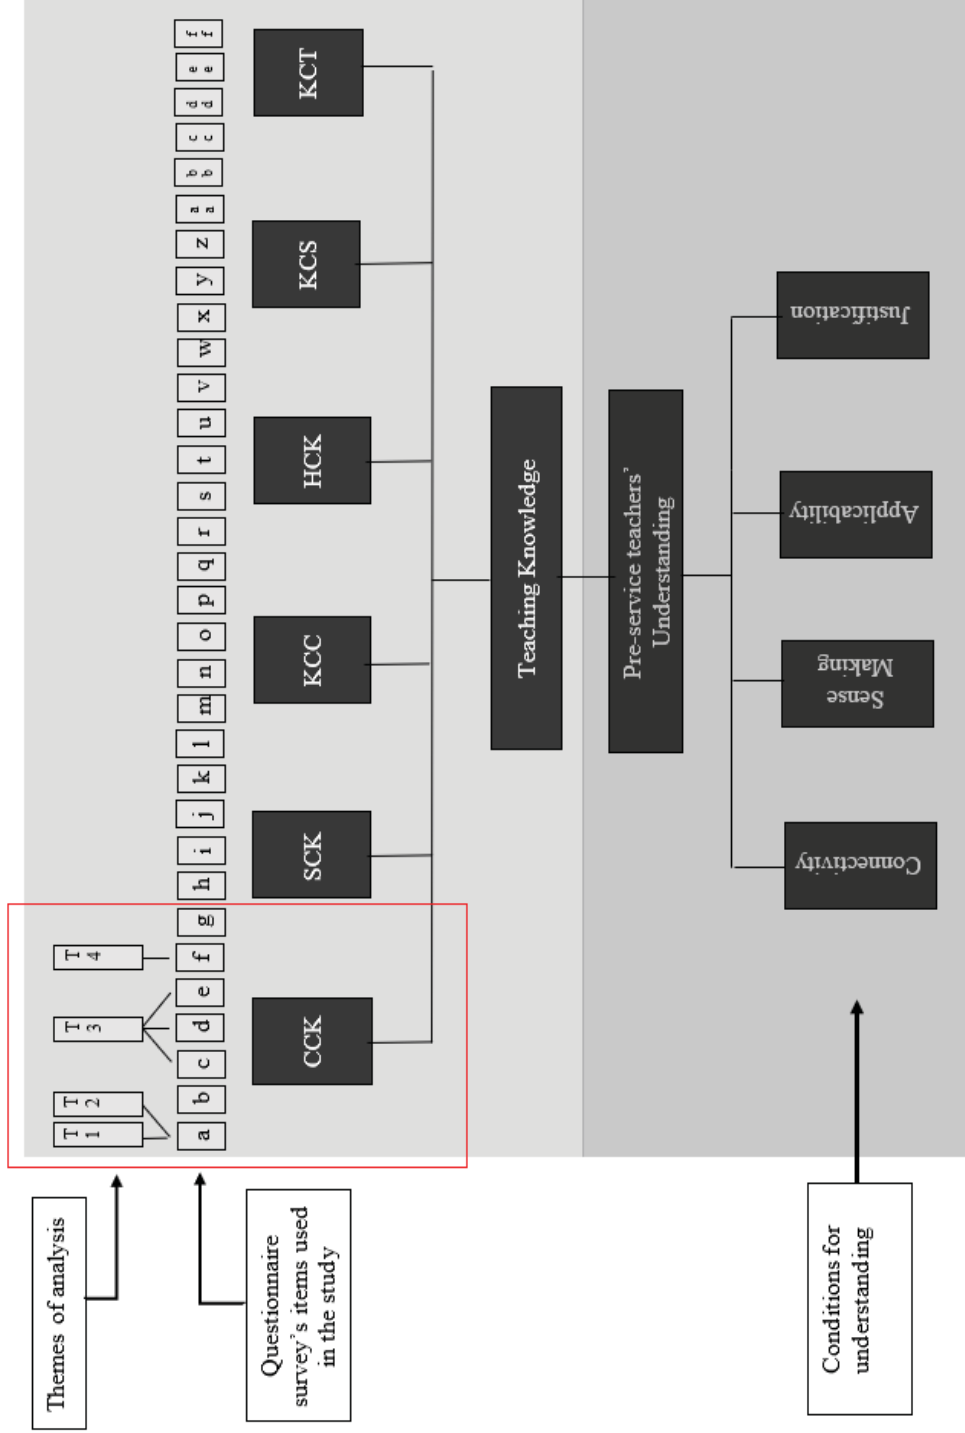 Themes of analysis
T
1
T
2
T
3
T
4
Questionnaire
survey's items used
in the study
a
b
c
d
e
f
g
h
i
j
k
l
m
n
o
p
q
r
s
t
u
v
w
x
y
z
a
a
b
b
c
c
d
d
e
e
f
f
CCK
SCK
KCC
HCK
KCS
KCT
Teaching Knowledge
Pre-service teachers'
Understanding
Conditions for
understanding
Connectivity
Sense
Making
Applicability
Justification